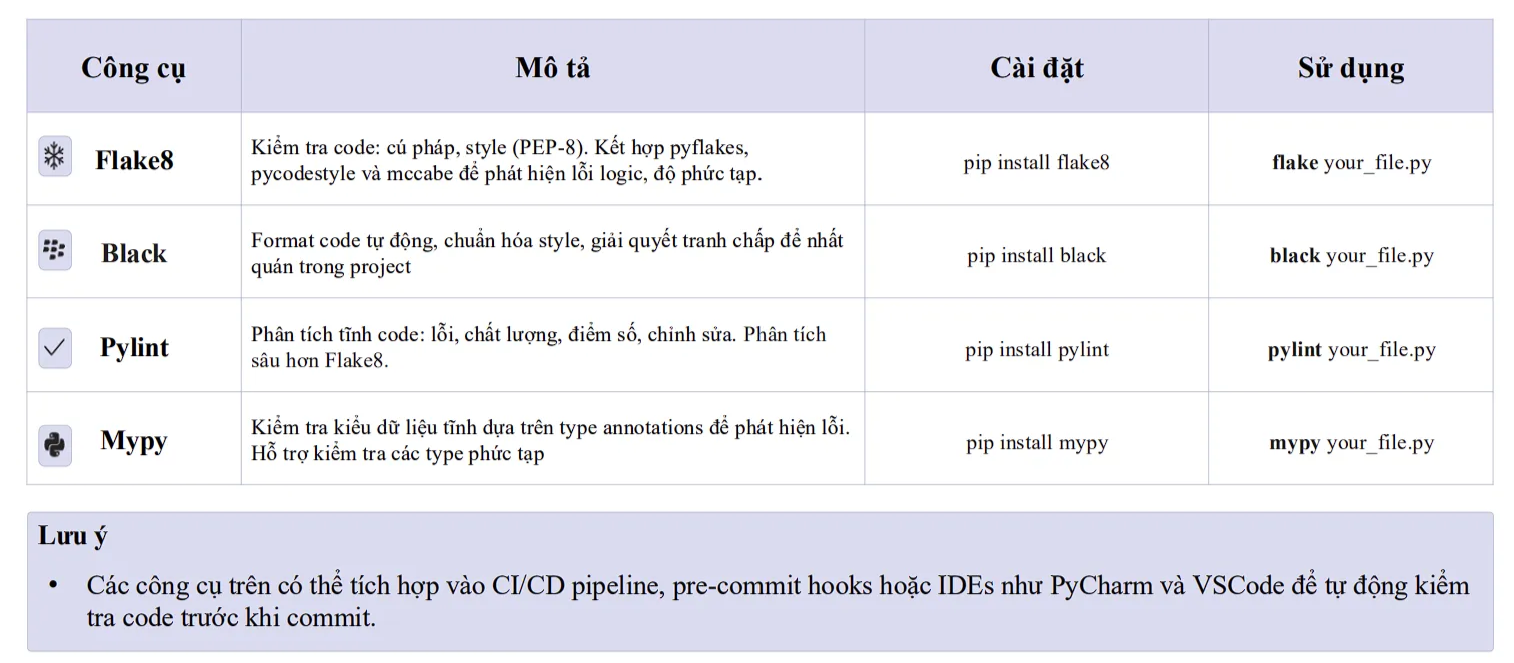 Công cụ
Mô tả
Cài đặt
Sử dụng
Flake8
Kiểm tra code: cú pháp, style (PEP-8). Kết hợp pyflakes,
pycodestyle và mccabe để phát hiện lỗi logic, độ phức tạp.
pip install flake8
flake your_file.py
Black
Format code tự động, chuẩn hóa style, giải quyết tranh chấp để nhất
quán trong project
pip install black
black your_file.py
Pylint
Phân tích tĩnh code: lỗi, chất lượng, điểm số, chỉnh sửa. Phân tích
sâu hơn Flake8.
pip install pylint
pylint your_file.py
Mypy
Kiểm tra kiểu dữ liệu tĩnh dựa trên type annotations để phát hiện lỗi.
Hỗ trợ kiểm tra các type phức tạp
pip install mypy
mypy your_file.py
Lưu ý
• Các công cụ trên có thể tích hợp vào CI/CD pipeline, pre-commit hooks hoặc IDEs như PyCharm và VSCode để tự động kiểm
tra code trước khi commit.